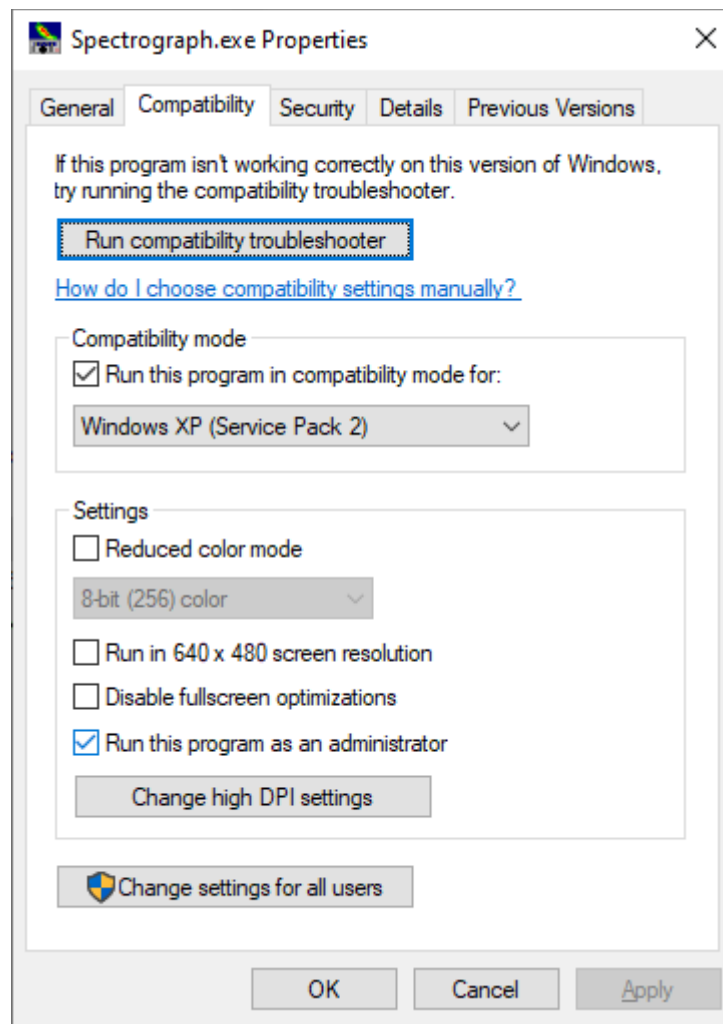 Spectrograph.exe Properties
General Compatibility Security Details Previous Versions
If this program isn't working correctly on this version of Windows,
try running the compatibility troubleshooter.
Run compatibility troubleshooter
How do I choose compatibility settings manually?
Compatibility mode
Run this program in compatibility mode for:
Windows XP (Service Pack 2)
Settings
Reduced color mode
8-bit (256) color
Run in 640 x 480 screen resolution
Disable fullscreen optimizations
Run this program as an administrator
Change high DPI settings
Change settings for all users
OK Cancel Apply